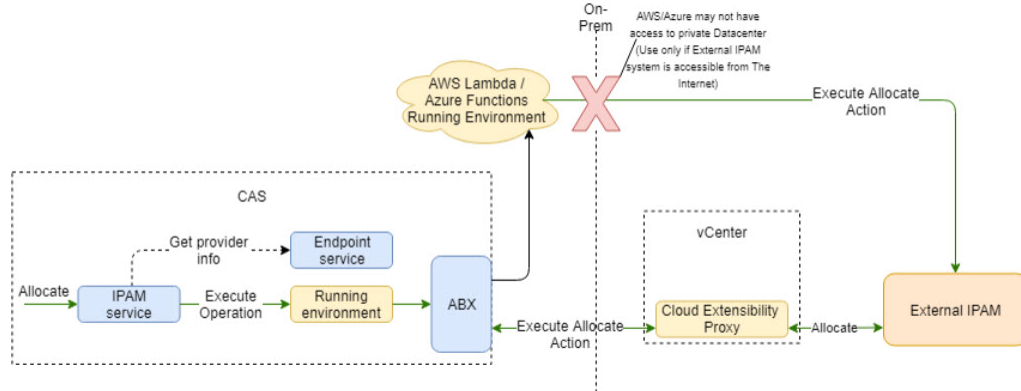 On-
Prem
AWS/Azure may not have
access to private Datacenter
(Use only if External IPAM
system is accessible from The
Internet)
AWS Lambda /
Azure Functions
Running Environment
Execute Allocate
Action
CAS
Get provider
info
Endpoint
service
vCenter
Allocate
IPAM
service
Execute
Operation
Running
environment
ABX
Execute Allocate
Action
Cloud Extensibility
Proxy
Allocate
External IPAM